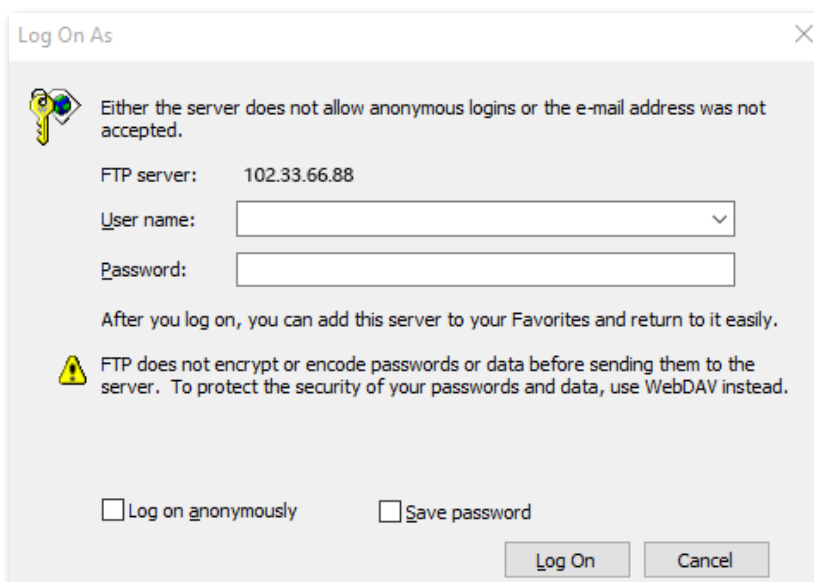 Log On As
Either the server does not allow anonymous logins or the e-mail address was not
accepted.
FTP server: 102.33.66.88
User name:
Password:
After you log on, you can add this server to your Favorites and return to it easily.
FTP does not encrypt or encode passwords or data before sending them to the
server. To protect the security of your passwords and data, use WebDAV instead.
Log on anonymously Save password
Log On Cancel